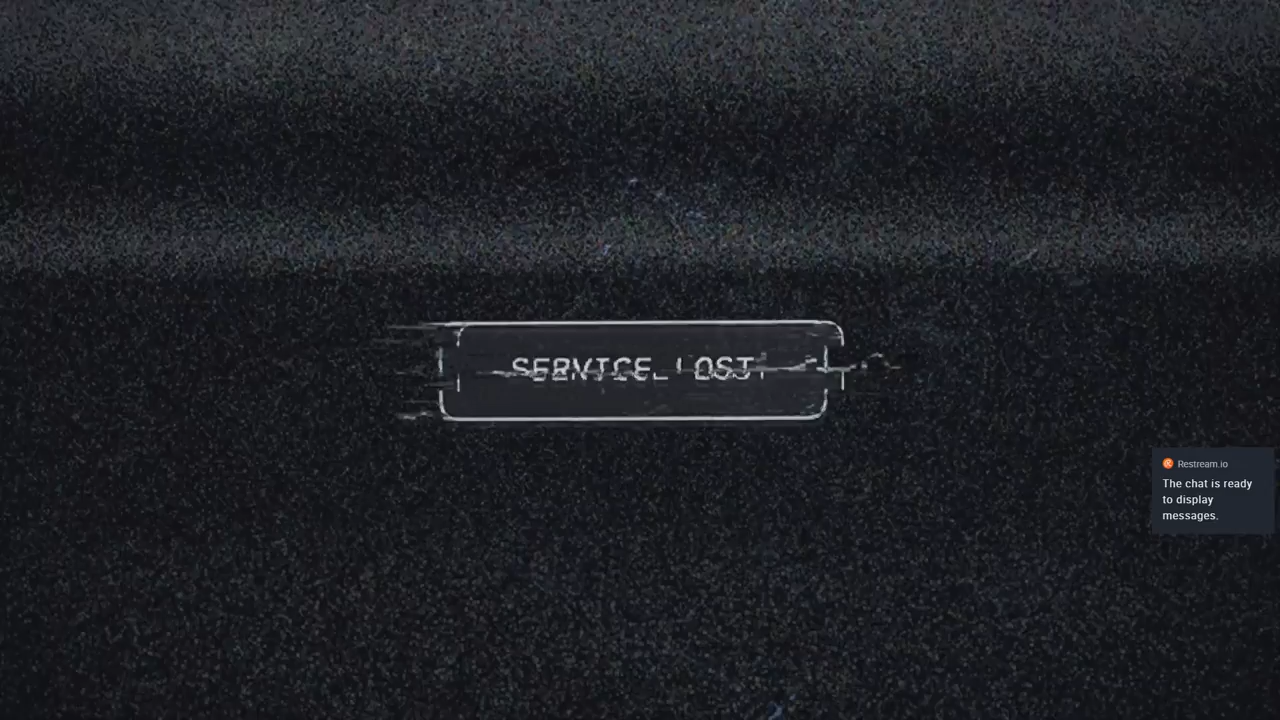 SERVICE LOST
Restream.io
The chat is ready
to display
messages.